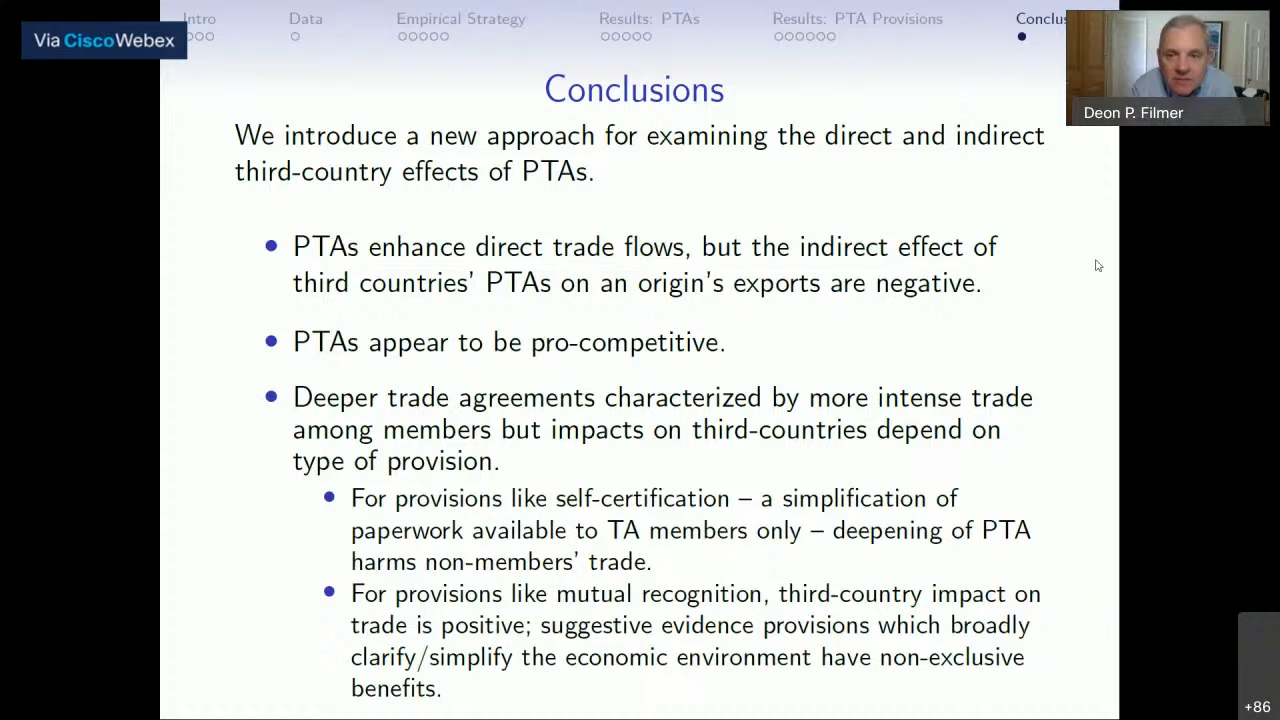 Intro
Data
Empirical Strategy
Results: PTAs
Results: PTA Provisions
Conclus
Via CiscoWebex
Deon P. Filmer
Conclusions
We introduce a new approach for examining the direct and indirect
third-country effects of PTAs.
PTAs enhance direct trade flows, but the indirect effect of
third countries' PTAs on an origin's exports are negative.
PTAs appear to be pro-competitive.
Deeper trade agreements characterized by more intense trade
among members but impacts on third-countries depend on
type of provision.
For provisions like self-certification – a simplification of
paperwork available to TA members only – deepening of PTA
harms non-members' trade.
For provisions like mutual recognition, third-country impact on
trade is positive; suggestive evidence provisions which broadly
clarify/simplify the economic environment have non-exclusive
benefits.
+86